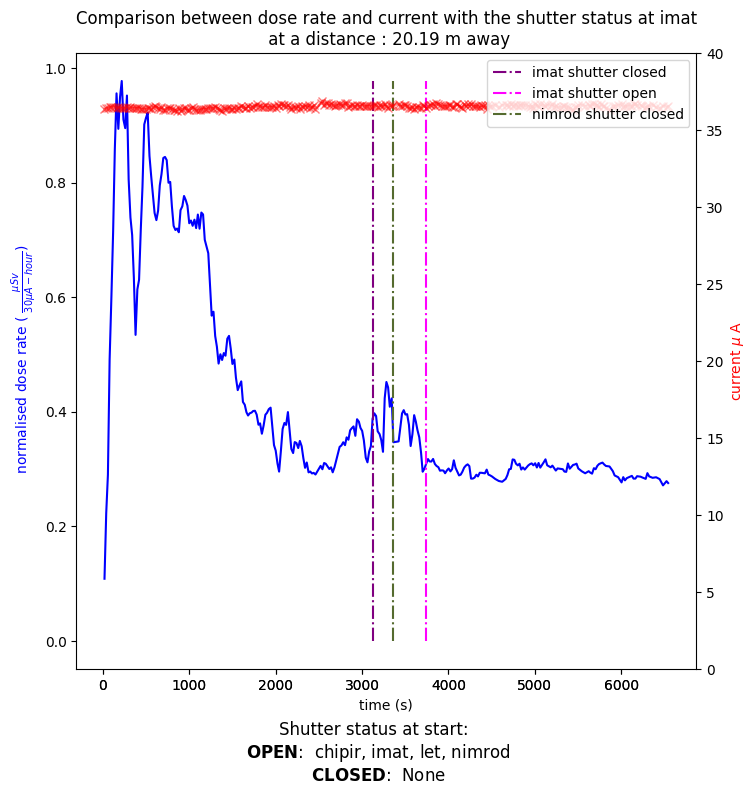 Comparison between dose rate and current with the shutter status at imat
at a distance : 20.19 m away
imat shutter closed
imat shutter open
nimrod shutter closed
1.0
0.8
0.6
0.4
0.2
0.0
normalised dose rate ( μSv / 30μA − hour )
40
35
30
25
20
15
10
5
0
current μ A
0 1000 2000 3000 4000 5000 6000
time (s)
Shutter status at start:
OPEN: chipir, imat, let, nimrod
CLOSED: None